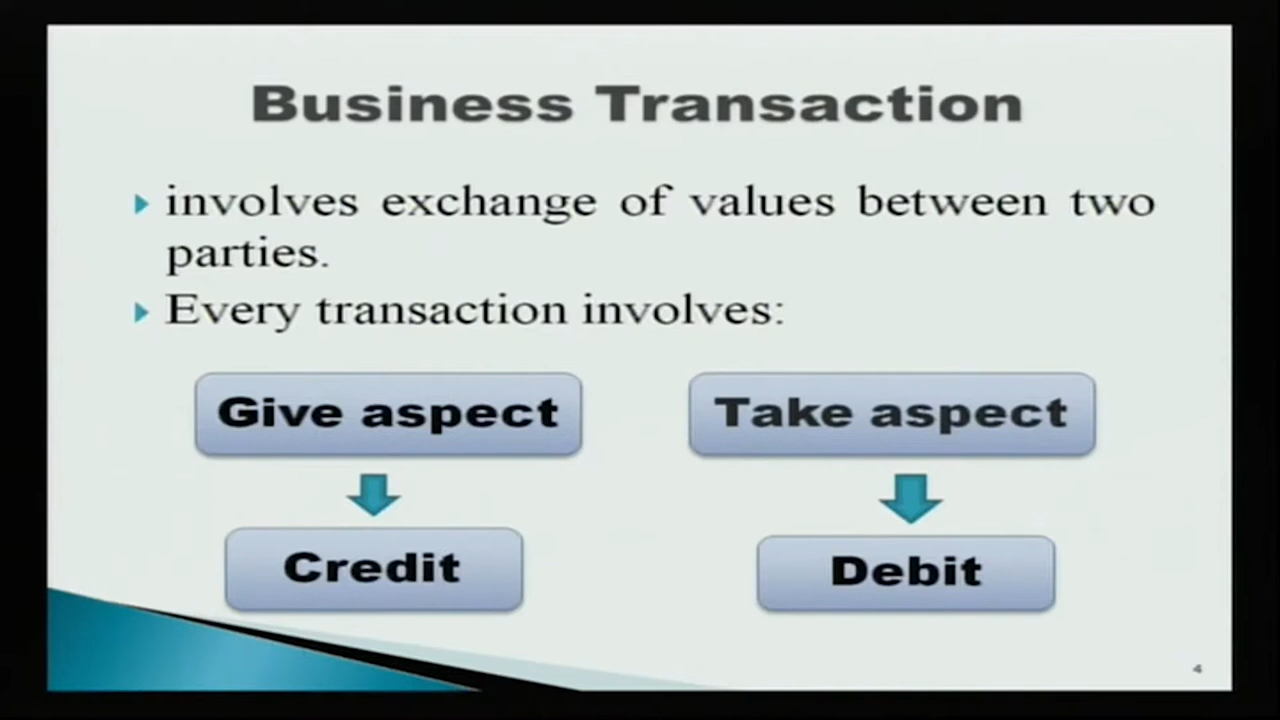 Business Transaction
involves exchange of values between two
parties.
Every transaction involves:
Give aspect
Take aspect
Credit
Debit
4